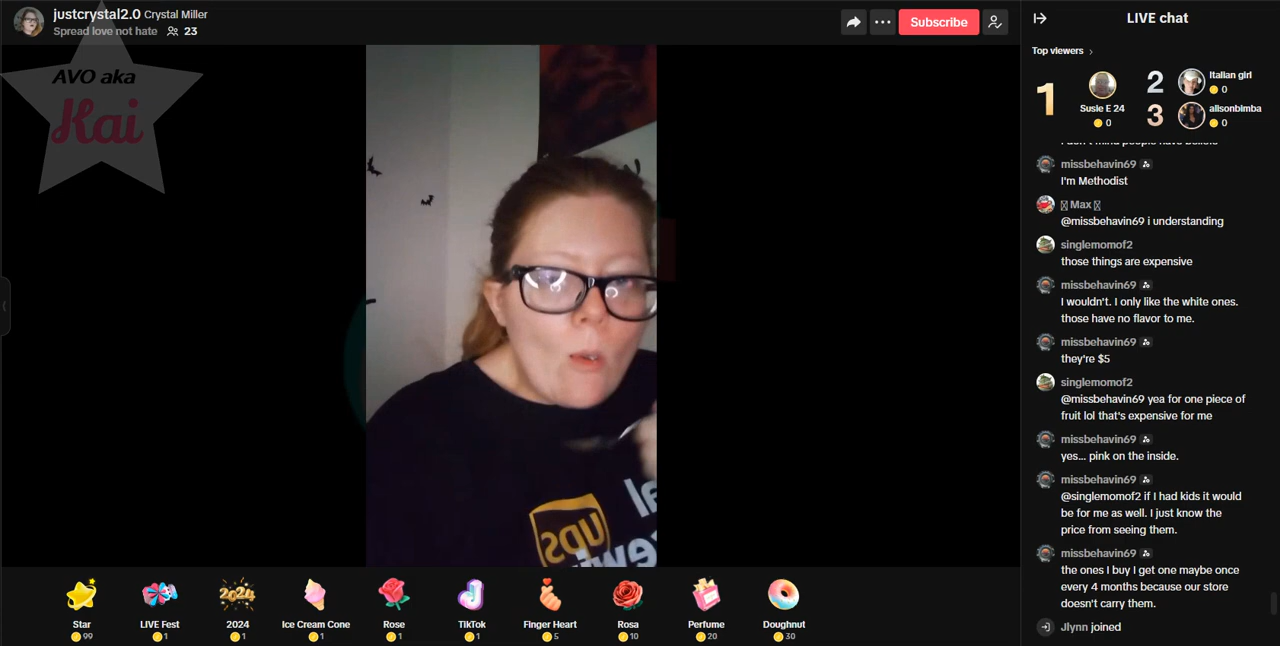 justcrystal2.0 Crystal Miller
Spread love not hate 23
Subscribe
AVO aka
Kai
ups
LIVE chat
Top viewers
1
Susie E 24
0
2
Italian girl
0
3
alisonbimba
0
missbehavin69
I'm Methodist
Max
@missbehavin69 i understanding
singlemomof2
those things are expensive
missbehavin69
I wouldn't. I only like the white ones.
those have no flavor to me.
missbehavin69
they're $5
singlemomof2
@missbehavin69 yea for one piece of
fruit lol that's expensive for me
missbehavin69
yes... pink on the inside.
missbehavin69
@singlemomof2 if I had kids it would
be for me as well. I just know the
price from seeing them.
missbehavin69
the ones I buy I get one maybe once
every 4 months because our store
doesn't carry them.
Jlynn joined
2024
Star
99
LIVE Fest
1
2024
1
Ice Cream Cone
1
Rose
1
TikTok
1
Finger Heart
5
Rosa
10
Perfume
20
Doughnut
30